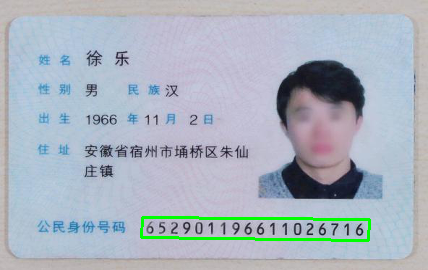 姓名 徐乐
性别 男 民族 汉
出生 1966 年 11 月 2 日
住址 安徽省宿州市埇桥区朱仙
庄镇
公民身份号码 652901196611026716